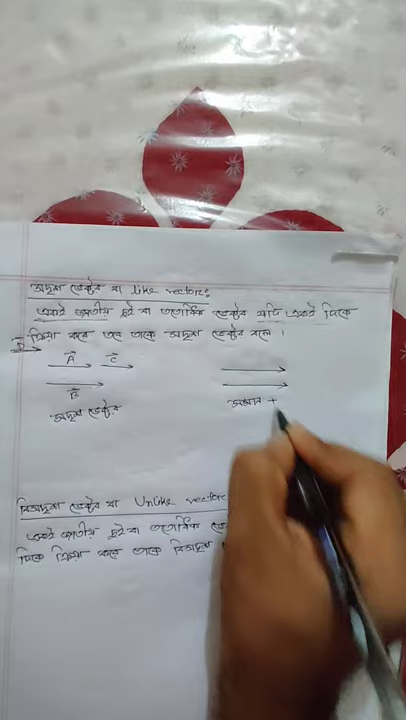 সদৃশ ভেক্টর বা like vector:
একই জাতীয় দুই বা ততোধিক ভেক্টর যদি একই দিকে
ক্রিয়া করে তবে তাকে সদৃশ ভেক্টর বলে ।
D
A C
B
সদৃশ ভেক্টর
সমান +
বিসদৃশ ভেক্টর বা Unlike vector
একই জাতীয় দুই বা ততোধিক
দিকে ক্রিয়া করে তাকে বিসদৃশ